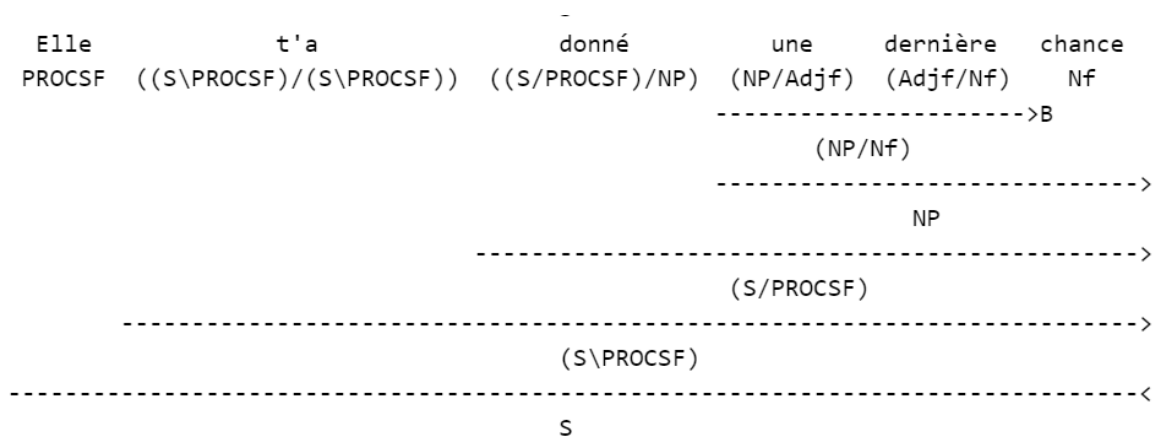 Elle t'a donné une dernière chance
PROCSF ((S\PROCSF)/(S\PROCSF)) ((S/PROCSF)/NP) (NP/Adjf) (Adjf/Nf) Nf
---------------------->B
(NP/Nf)
------------------------------>
NP
----------------------------------------------->
(S/PROCSF)
------------------------------------------------------------------------>
(S\PROCSF)
--------------------------------------------------------------------------------<
S